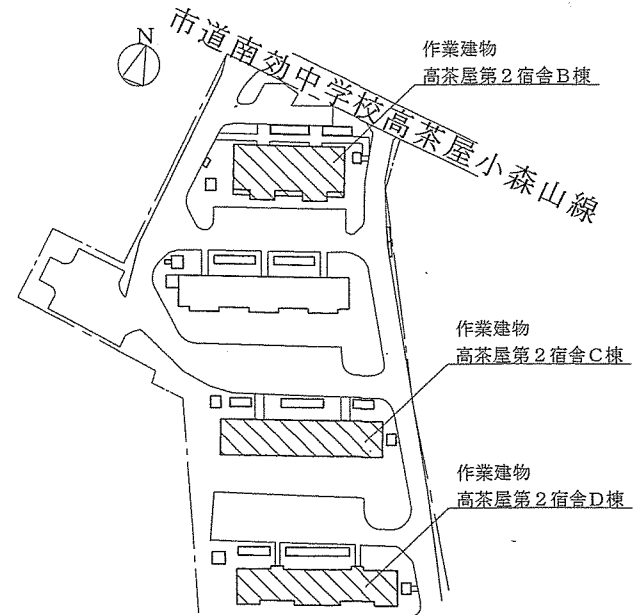 N
市道南効中学校高茶屋小森山線
作業建物
高茶屋第2宿舎B棟
作業建物
高茶屋第2宿舎C棟
作業建物
高茶屋第2宿舎D棟